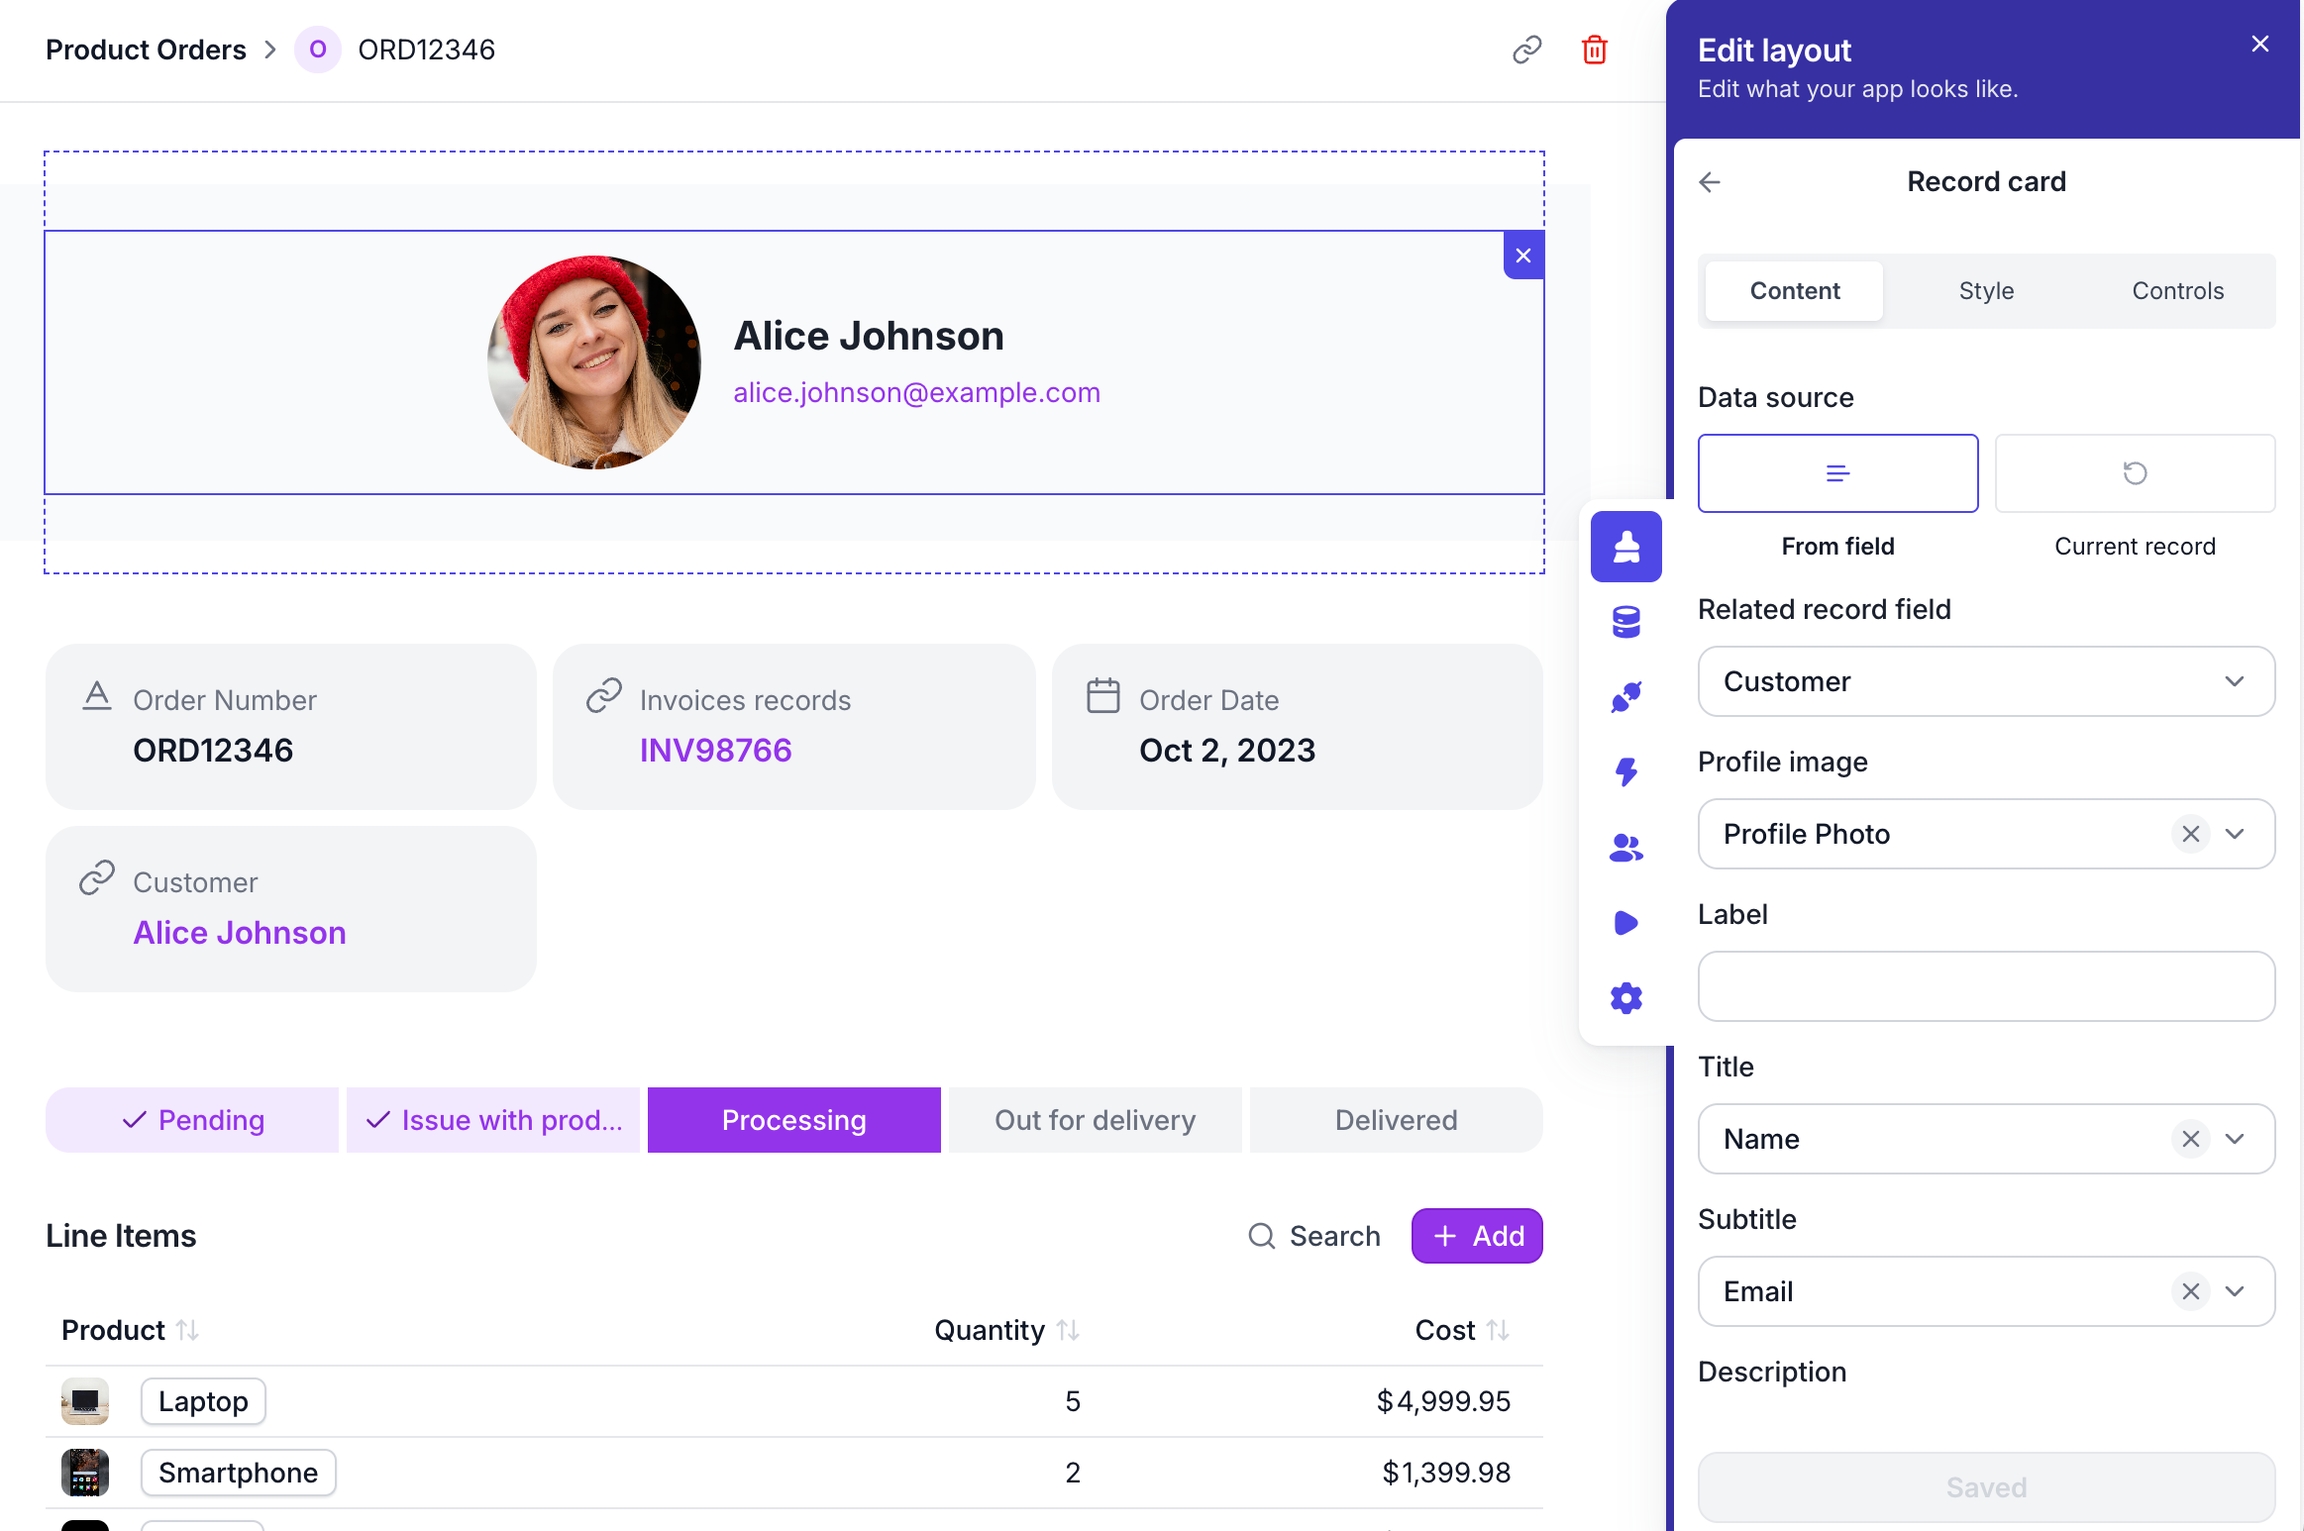 Product Orders
O
ORD12346
Alice Johnson
alice.johnson@example.com
Order Number
ORD12346
Invoices records
INV98766
Order Date
Oct 2, 2023
Customer
Alice Johnson
Pending
Issue with prod...
Processing
Out for delivery
Delivered
Line Items
Search
Add
Product
Quantity
Cost
Laptop
5
$4,999.95
Smartphone
2
$1,399.98
Edit layout
Edit what your app looks like.
Record card
Content
Style
Controls
Data source
From field
Current record
Related record field
Customer
Profile image
Profile Photo
Label
Title
Name
Subtitle
Email
Description
Saved